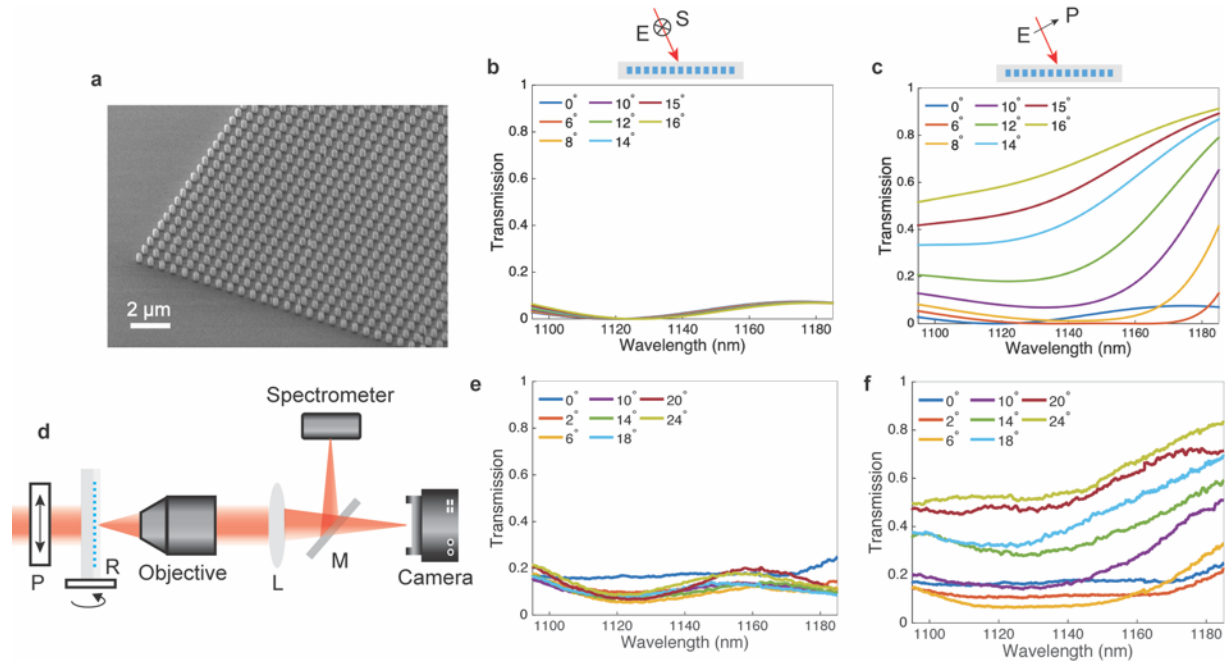 a
2 μm
E
S
b
Transmission
1
0.8
0.6
0.4
0.2
0
0° 10° 15°
6° 12° 16°
8° 14°
1100 1120 1140 1160 1180
Wavelength (nm)
E
P
c
Transmission
1
0.8
0.6
0.4
0.2
0
0° 10° 15°
6° 12° 16°
8° 14°
1100 1120 1140 1160 1180
Wavelength (nm)
d
Spectrometer
P
R
Objective
L
M
Camera
e
Transmission
1
0.8
0.6
0.4
0.2
0
0° 10° 20°
2° 14° 24°
6° 18°
1100 1120 1140 1160 1180
Wavelength (nm)
f
Transmission
1
0.8
0.6
0.4
0.2
0
0° 10° 20°
2° 14° 24°
6° 18°
1100 1120 1140 1160 1180
Wavelength (nm)